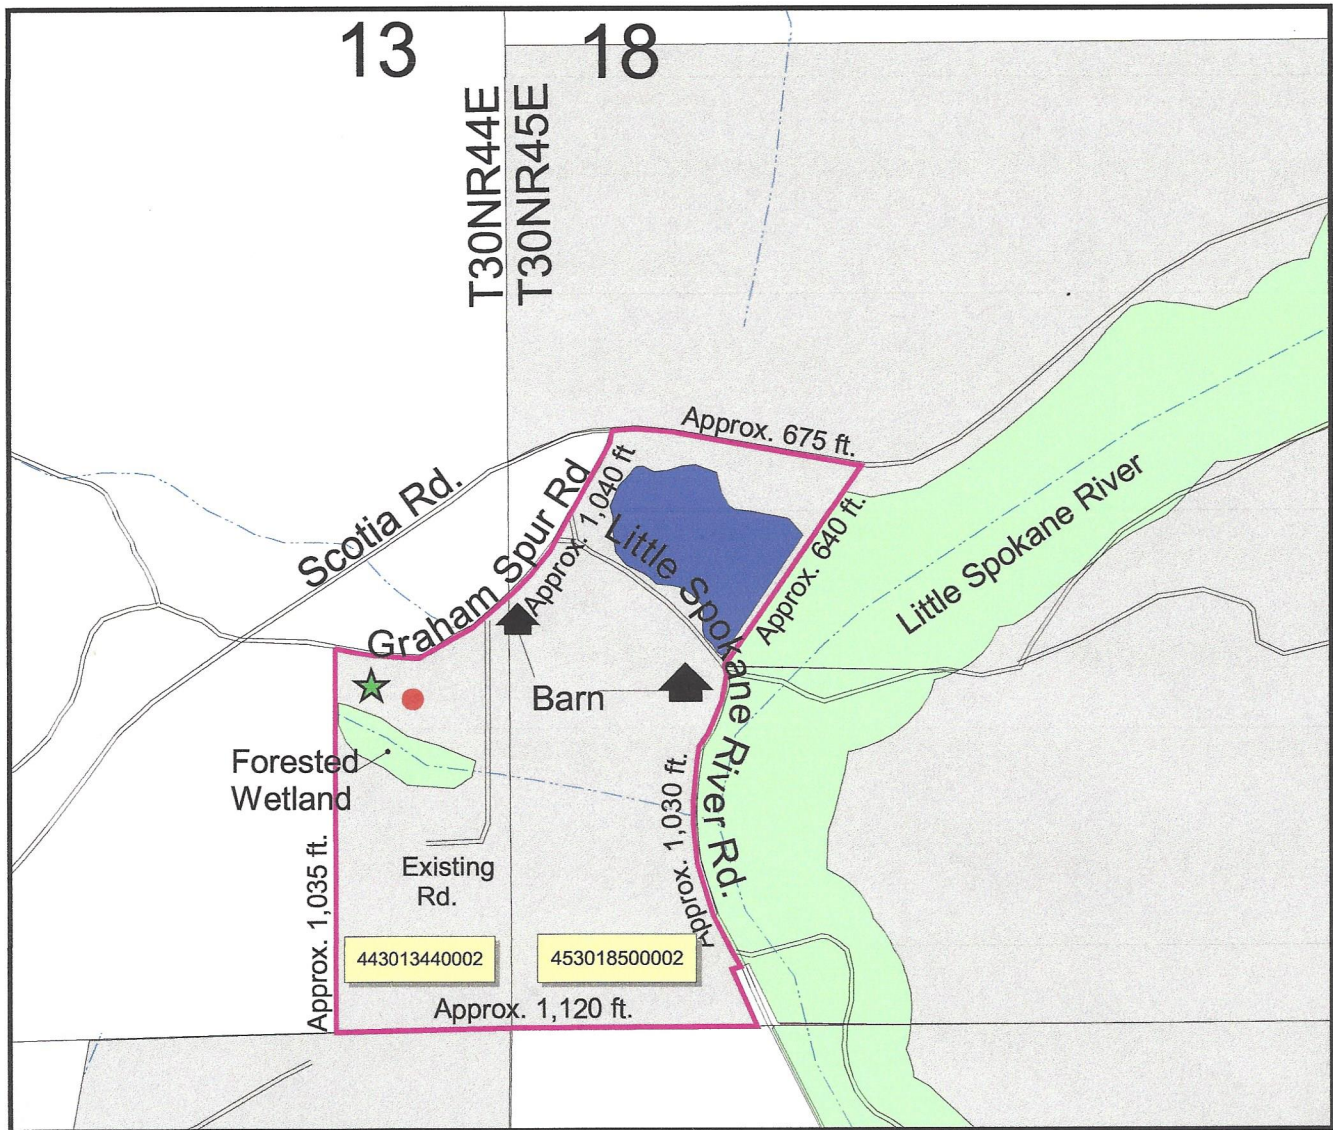 13
18
T30NR44E
T30NR45E
Approx. 675 ft.
Scotia Rd.
Graham Spur Rd
Approx. 1,040 ft
Little Spokane River Rd.
Approx. 640 ft.
Little Spokane River
Barn
Forested
Wetland
Approx. 1,030 ft.
Existing
Rd.
Approx. 1,035 ft.
443013440002
453018500002
Approx. 1,120 ft.